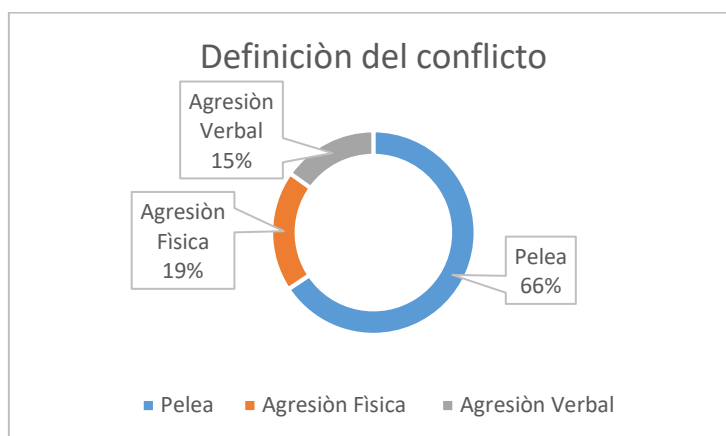 Definiciòn del conflicto
Agresiòn
Verbal
15%
Agresiòn
Fìsica
19%
Pelea
66%
Pelea
Agresiòn Fìsica
Agresiòn Verbal